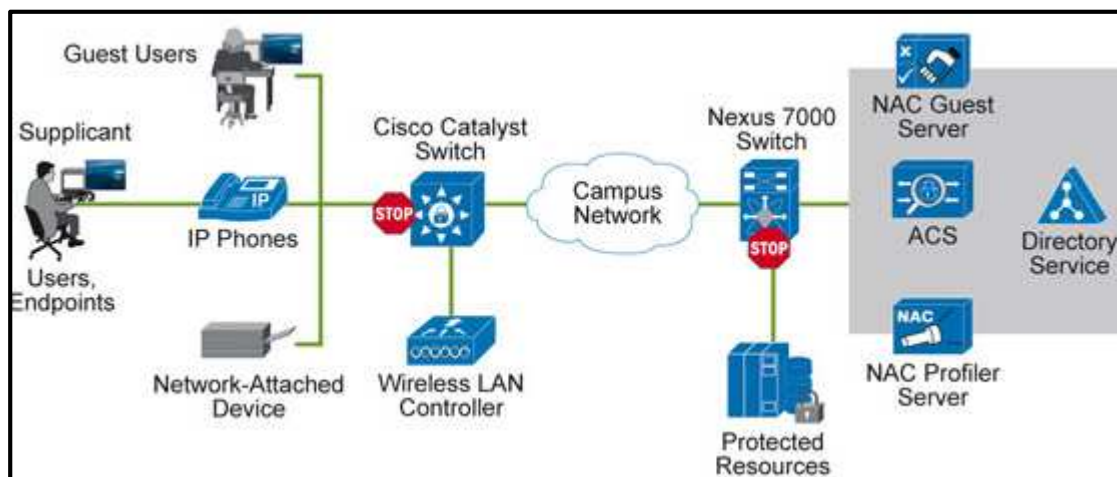 Guest Users
Supplicant
Users,
Endpoints
IP
IP Phones
Network-Attached
Device
Cisco Catalyst
Switch
STOP
Wireless LAN
Controller
Campus
Network
Nexus 7000
Switch
STOP
Protected
Resources
NAC Guest
Server
ACS
Directory
Service
NAC
NAC Profiler
Server